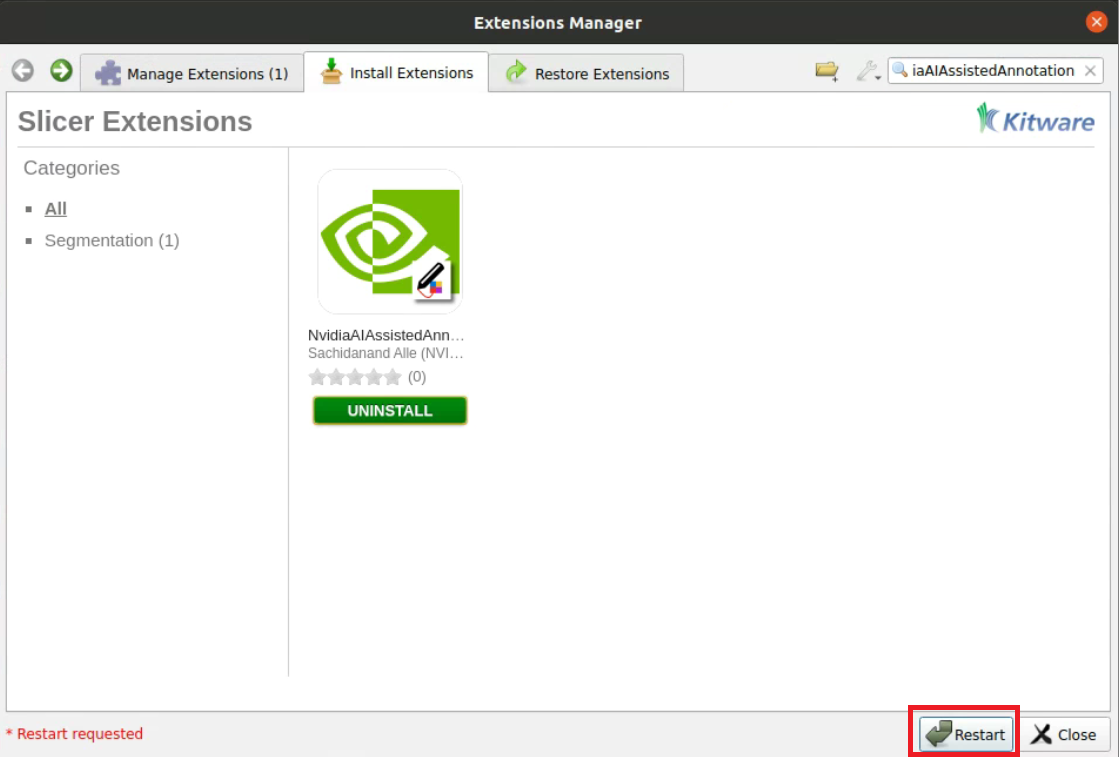 Extensions Manager
Manage Extensions (1)
Install Extensions
Restore Extensions
iaAIAssistedAnnotation
Slicer Extensions
Kitware
Categories
All
Segmentation (1)
NvidiaAIAssistedAnn...
Sachidanand Alle (NVI...
(0)
UNINSTALL
* Restart requested
Restart
Close